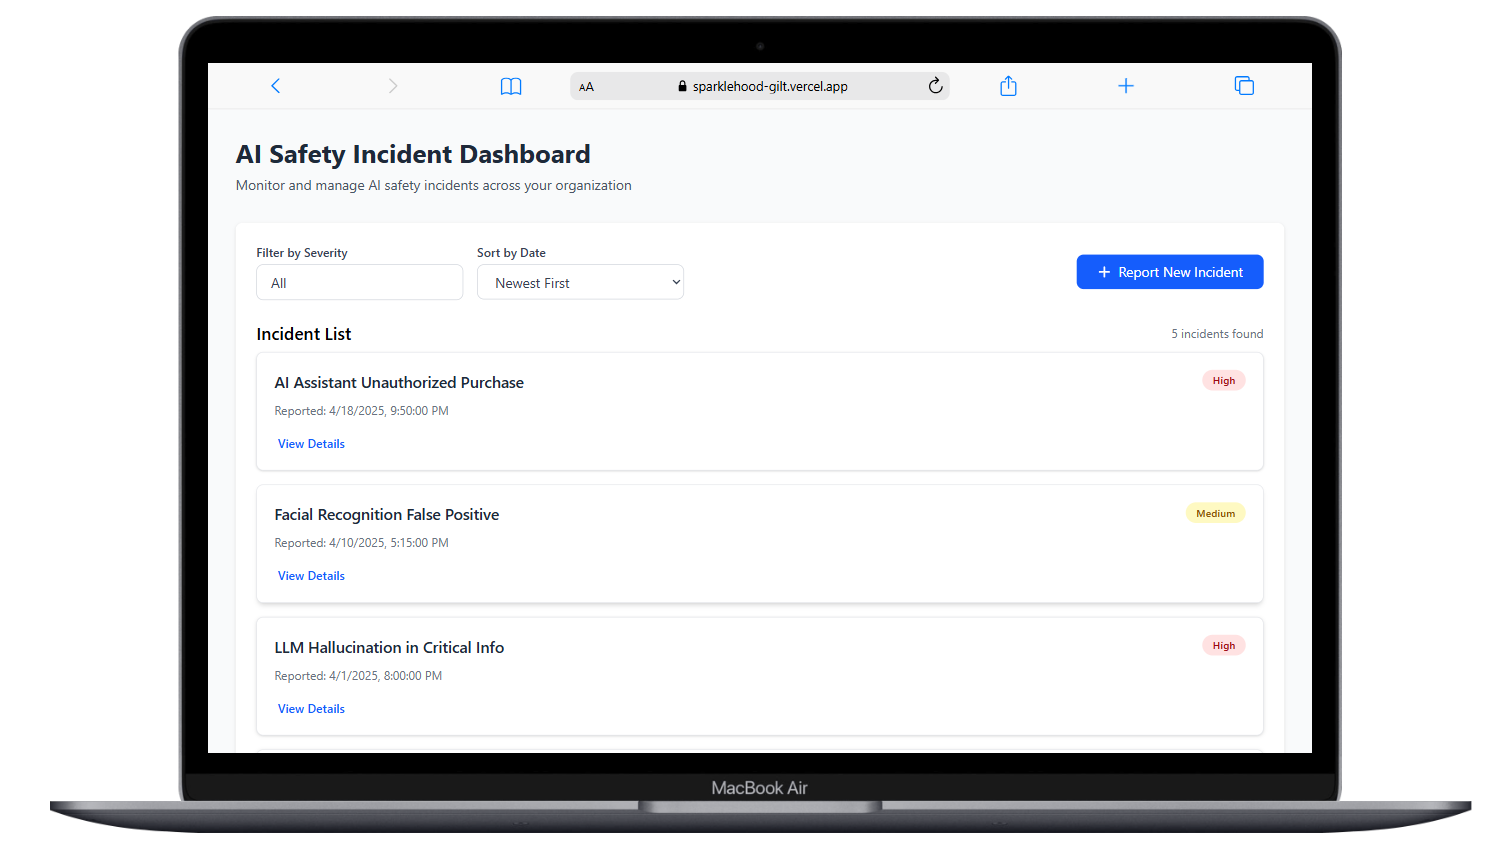 AA sparklehood-gilt.vercel.app
AI Safety Incident Dashboard
Monitor and manage AI safety incidents across your organization
Filter by Severity Sort by Date
All Newest First + Report New Incident
Incident List 5 incidents found
AI Assistant Unauthorized Purchase High
Reported: 4/18/2025, 9:50:00 PM
View Details
Facial Recognition False Positive Medium
Reported: 4/10/2025, 5:15:00 PM
View Details
LLM Hallucination in Critical Info High
Reported: 4/1/2025, 8:00:00 PM
View Details
MacBook Air